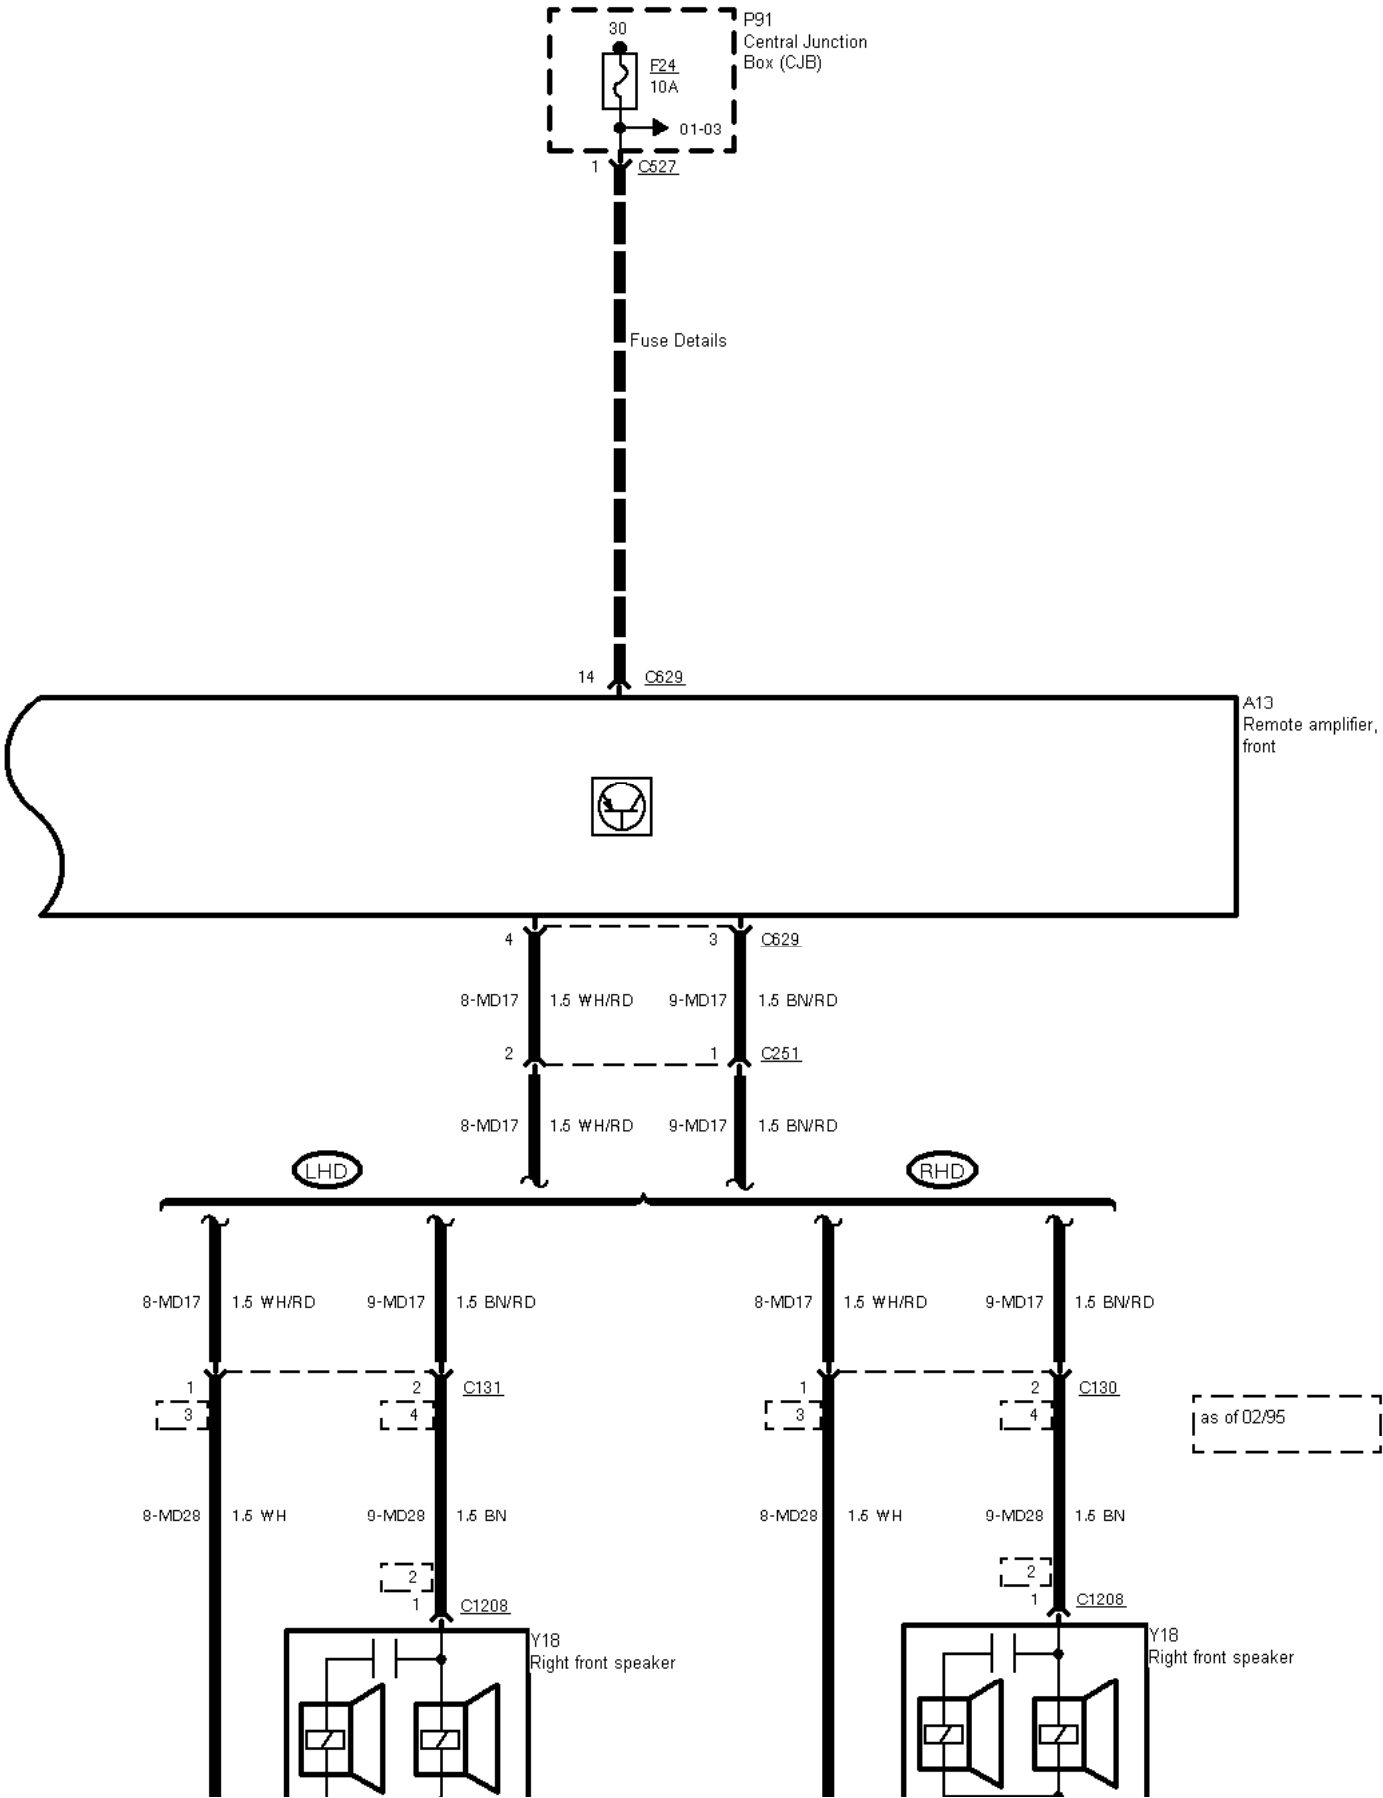 30
P91
Central Junction
Box (CJB)
F24
10A
01-03
1 C527
Fuse Details
14 C629
A13
Remote amplifier,
front
4 3 C629
8-MD17 1.5 WH/RD 9-MD17 1.5 BN/RD
2 1 C251
8-MD17 1.5 WH/RD 9-MD17 1.5 BN/RD
LHD RHD
8-MD17 1.5 WH/RD 9-MD17 1.5 BN/RD 8-MD17 1.5 WH/RD 9-MD17 1.5 BN/RD
1 2 C131 1 2 C130
3 4 3 4 as of 02/95
8-MD28 1.5 WH 9-MD28 1.5 BN 8-MD28 1.5 WH 9-MD28 1.5 BN
2 2
1 C1208 1 C1208
Y18
Right front speaker
Y18
Right front speaker